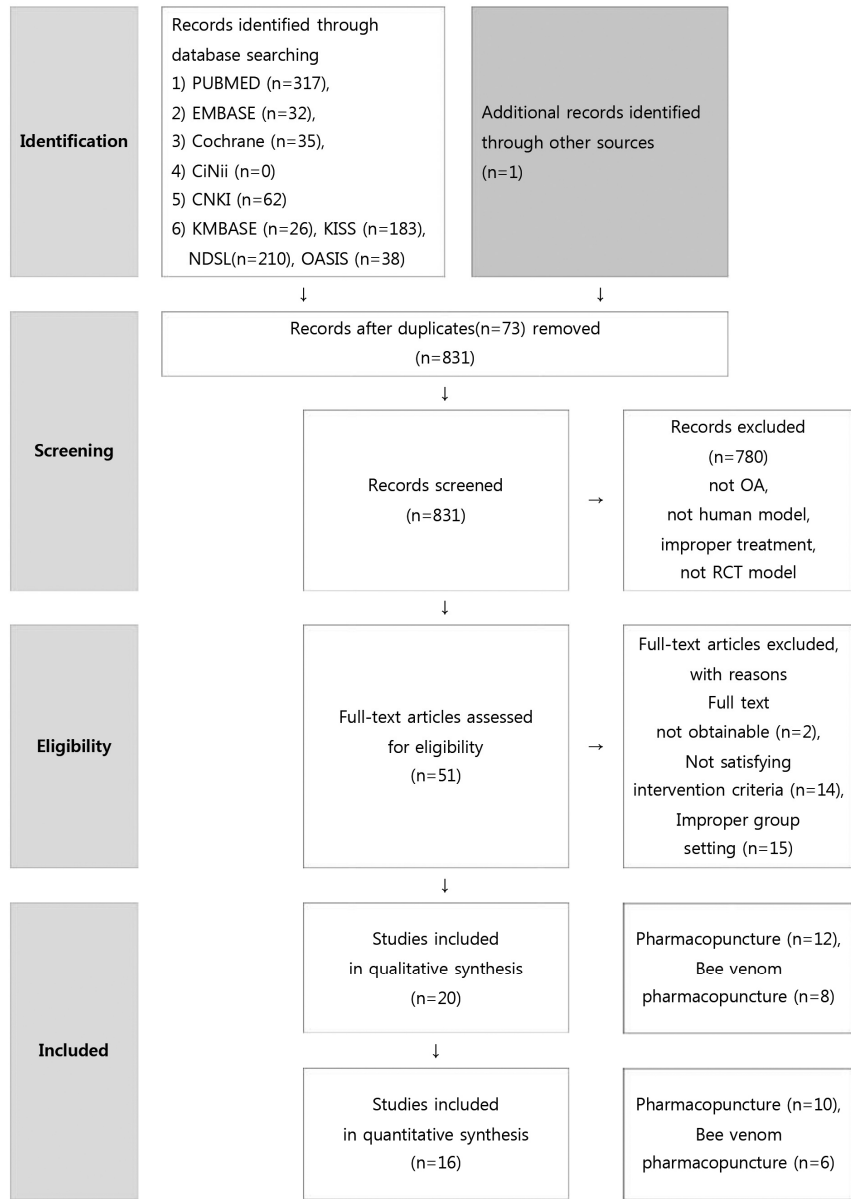 Identification
Records identified through
database searching
1) PUBMED (n=317),
2) EMBASE (n=32),
3) Cochrane (n=35),
4) CiNii (n=0)
5) CNKI (n=62)
6) KMBASE (n=26), KISS (n=183),
NDSL(n=210), OASIS (n=38)
Additional records identified
through other sources
(n=1)
↓
↓
Screening
Records after duplicates(n=73) removed
(n=831)
↓
Records screened
(n=831)
→
Records excluded
(n=780)
not OA,
not human model,
improper treatment,
not RCT model
↓
Eligibility
Full-text articles assessed
for eligibility
(n=51)
→
Full-text articles excluded,
with reasons
Full text
not obtainable (n=2),
Not satisfying
intervention criteria (n=14),
Improper group
setting (n=15)
↓
Included
Studies included
in qualitative synthesis
(n=20)
Pharmacopuncture (n=12),
Bee venom
pharmacopuncture (n=8)
↓
Studies included
in quantitative synthesis
(n=16)
Pharmacopuncture (n=10),
Bee venom
pharmacopuncture (n=6)